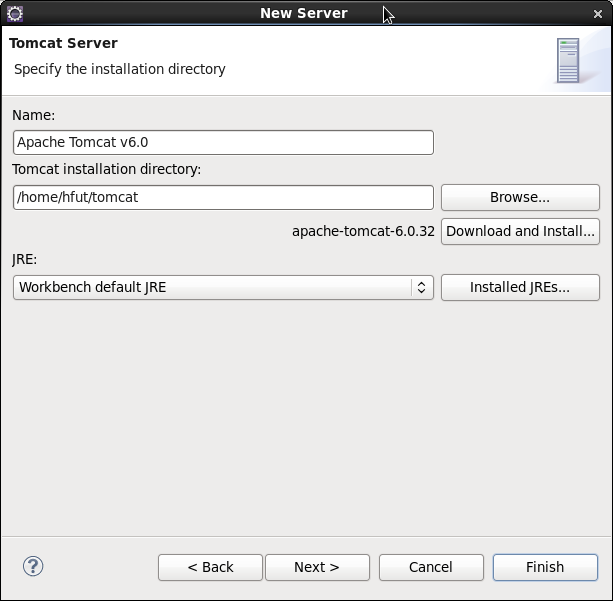 New Server
Tomcat Server
Specify the installation directory
Name:
Apache Tomcat v6.0
Tomcat installation directory:
/home/hfut/tomcat
Browse...
apache-tomcat-6.0.32
Download and Install...
JRE:
Workbench default JRE
Installed JREs...
?
< Back
Next >
Cancel
Finish